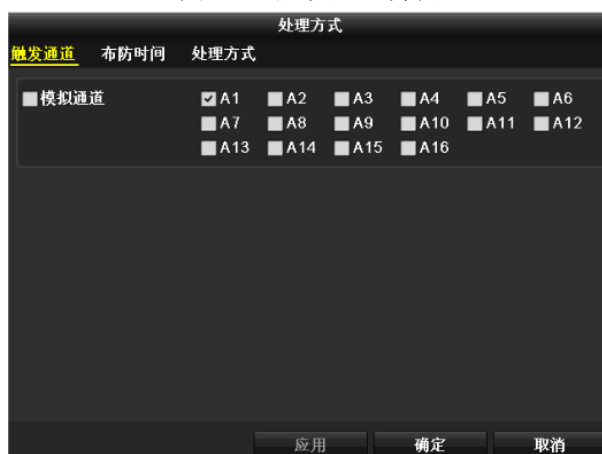 处理方式
触发通道 布防时间 处理方式
模拟通道 A1 A2 A3 A4 A5 A6
A7 A8 A9 A10 A11 A12
A13 A14 A15 A16
应用 确定 取消